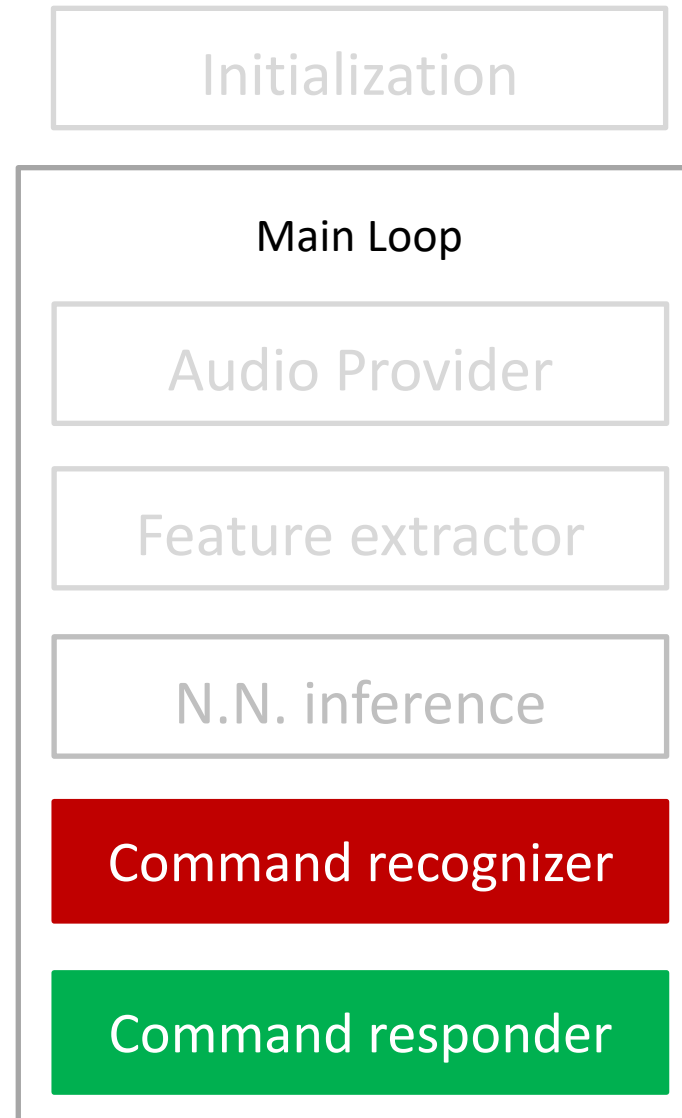 Initialization
Main Loop
Audio Provider
Feature extractor
N.N. inference
Command recognizer
Command responder